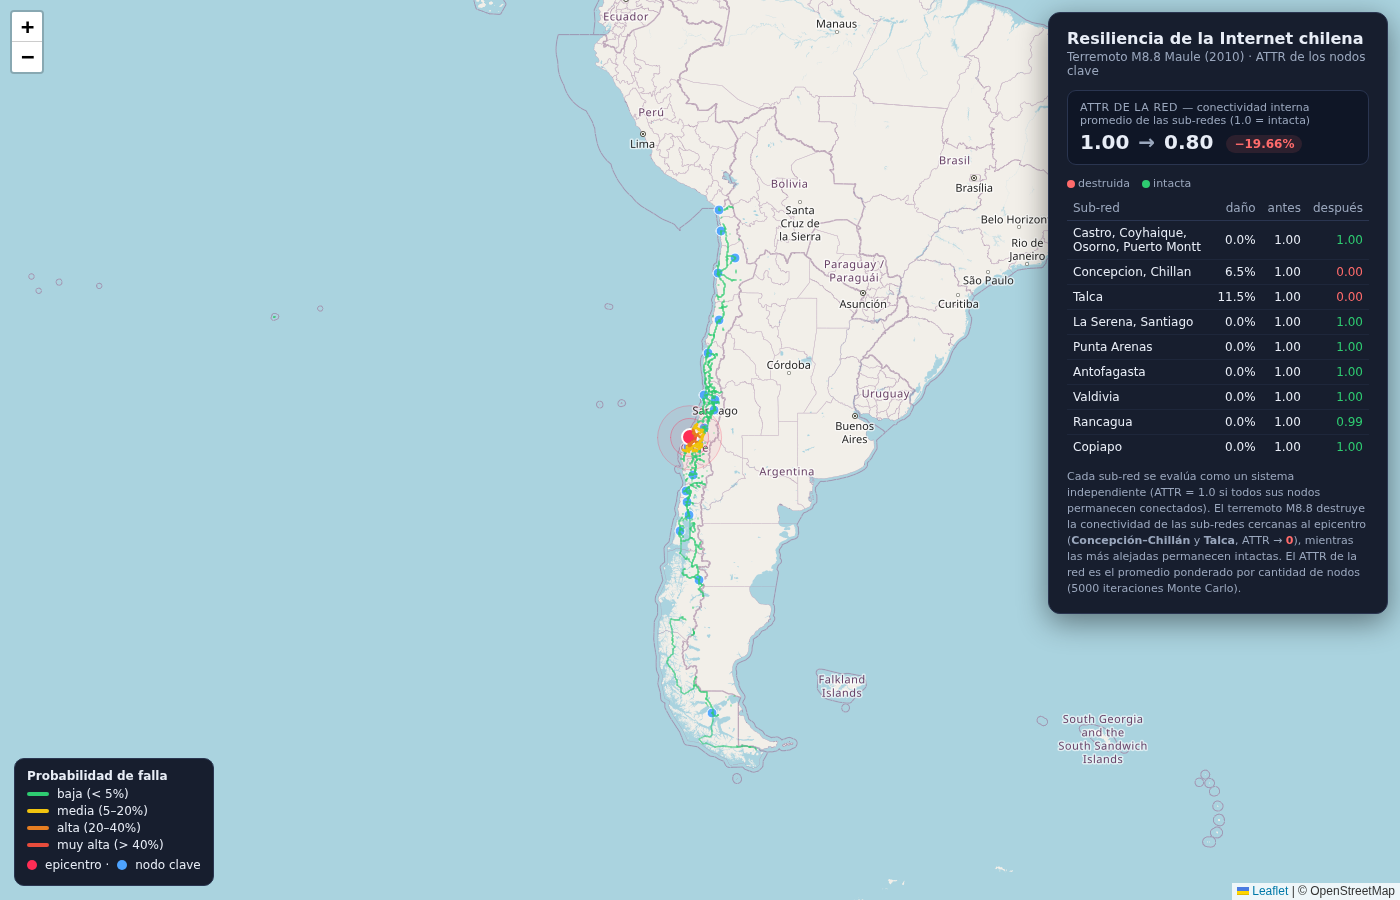 +
−
Ecuador
Manaus
Perú
Lima
Brasil
Bolivia
Brasília
Santa
Cruz de
la Sierra
Belo Horizon
Rio de
Janeiro
Paraguay /
Paraguái
São Paulo
Asunción
Curitiba
Córdoba
Uruguay
Santiago
Buenos
Aires
Argentina
Falkland
Islands
South Georgia
and the
South Sandwich
Islands
Resiliencia de la Internet chilena
Terremoto M8.8 Maule (2010) · ATTR de los nodos
clave
ATTR DE LA RED — conectividad interna
promedio de las sub-redes (1.0 = intacta)
1.00 → 0.80 −19.66%
destruida intacta
Sub-red daño antes después
Castro, Coyhaique,
Osorno, Puerto Montt 0.0% 1.00 1.00
Concepcion, Chillan 6.5% 1.00 0.00
Talca 11.5% 1.00 0.00
La Serena, Santiago 0.0% 1.00 1.00
Punta Arenas 0.0% 1.00 1.00
Antofagasta 0.0% 1.00 1.00
Valdivia 0.0% 1.00 1.00
Rancagua 0.0% 1.00 0.99
Copiapo 0.0% 1.00 1.00
Cada sub-red se evalúa como un sistema
independiente (ATTR = 1.0 si todos sus nodos
permanecen conectados). El terremoto M8.8 destruye
la conectividad de las sub-redes cercanas al epicentro
(Concepción–Chillán y Talca, ATTR → 0), mientras
las más alejadas permanecen intactas. El ATTR de la
red es el promedio ponderado por cantidad de nodos
(5000 iteraciones Monte Carlo).
Probabilidad de falla
baja (< 5%)
media (5–20%)
alta (20–40%)
muy alta (> 40%)
epicentro · nodo clave
Leaflet | © OpenStreetMap